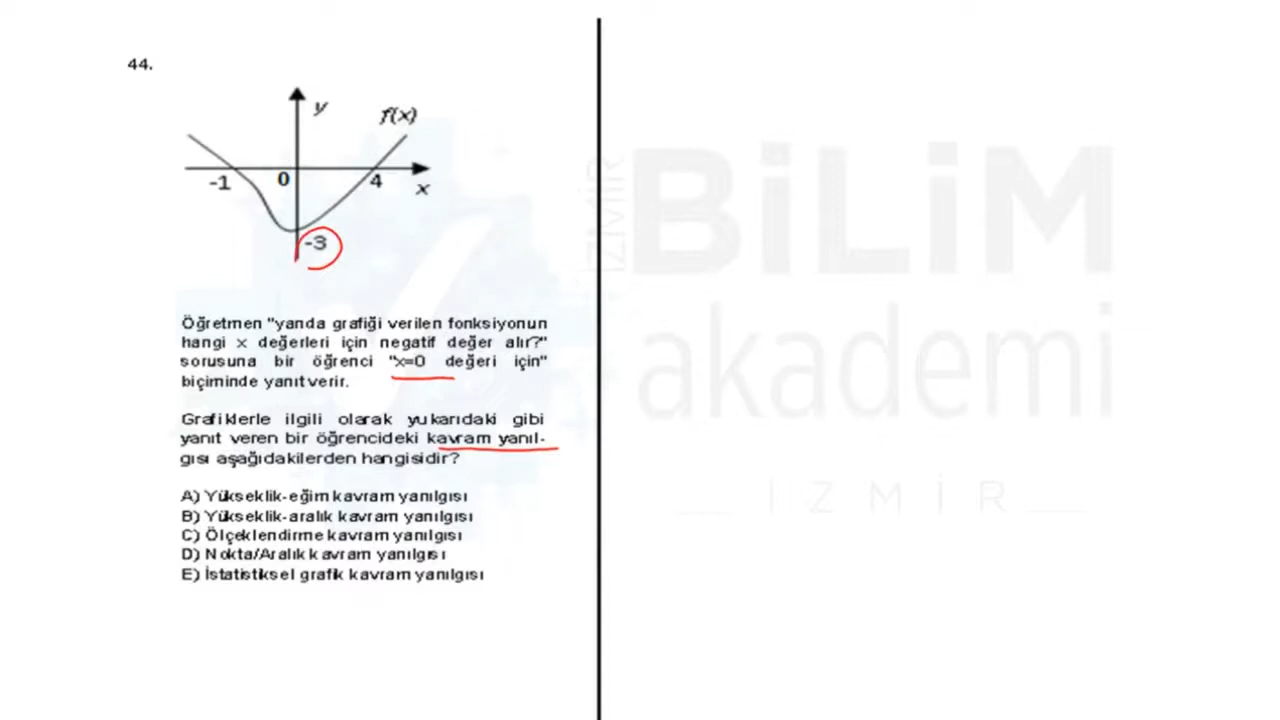 44.
y
f(x)
-1
0
4
x
-3
Öğretmen "yanda grafiği verilen fonksiyonun
hangi x değerleri için negatif değer alır?"
sorusuna bir öğrenci "x=0 değeri için"
biçiminde yanıt verir.
Grafiklerle ilgili olarak yukarıdaki gibi
yanıt veren bir öğrencideki kavram yanıl-
gısı aşağıdakilerden hangisidir?
A) Yükseklik-eğim kavram yanılgısı
B) Yükseklik-aralık kavram yanılgısı
C) Ölçeklendirme kavram yanılgısı
D) Nokta/Aralık kavram yanılgısı
E) İstatistiksel grafik kavram yanılgısı
İZMİR
BiLiM
akademi
İZMİR